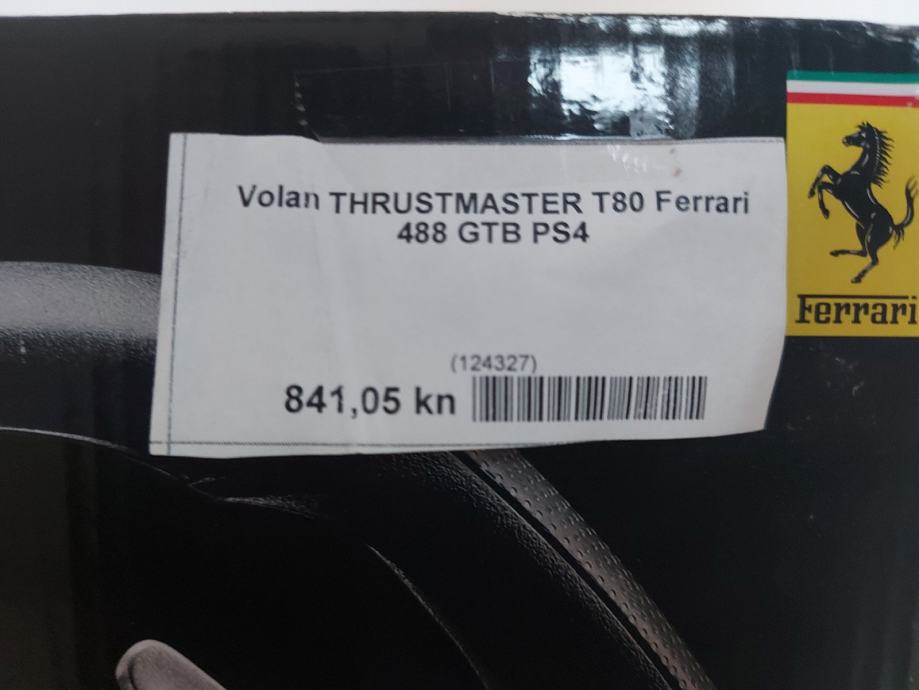 Volan THRUSTMASTER T80 Ferrari
488 GTB PS4
Ferrari
(124327)
841,05 kn